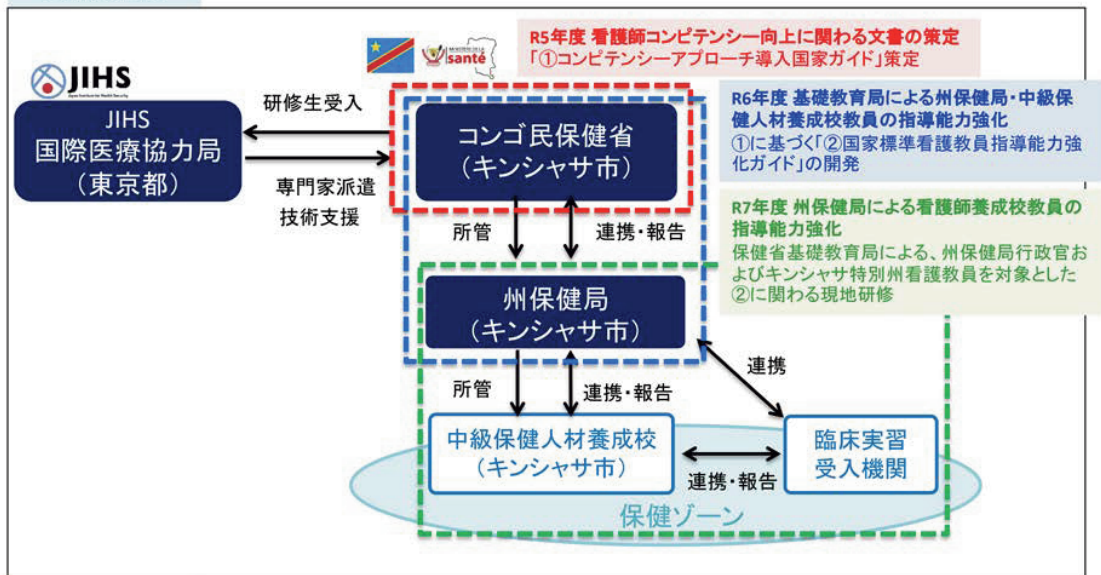 R5年度 看護師コンピテンシー向上に関わる文書の策定
「①コンピテンシーアプローチ導入国家ガイド」策定
santé
JIHS
Japan Institute for Health Security
研修生受入
R6年度 基礎教育局による州保健局・中級保
健人材養成校教員の指導能力強化
①に基づく「②国家標準看護教員指導能力強
化ガイド」の開発
JIHS
国際医療協力局
（東京都）
コンゴ民保健省
（キンシャサ市）
専門家派遣
技術支援
R7年度 州保健局による看護師養成校教員の
指導能力強化
保健省基礎教育局による、州保健局行政官お
よびキンシャサ特別州看護教員を対象とした
②に関わる現地研修
所管
連携・報告
州保健局
（キンシャサ市）
所管
連携・報告
連携
中級保健人材養成校
（キンシャサ市）
連携・報告
臨床実習
受入機関
保健ゾーン